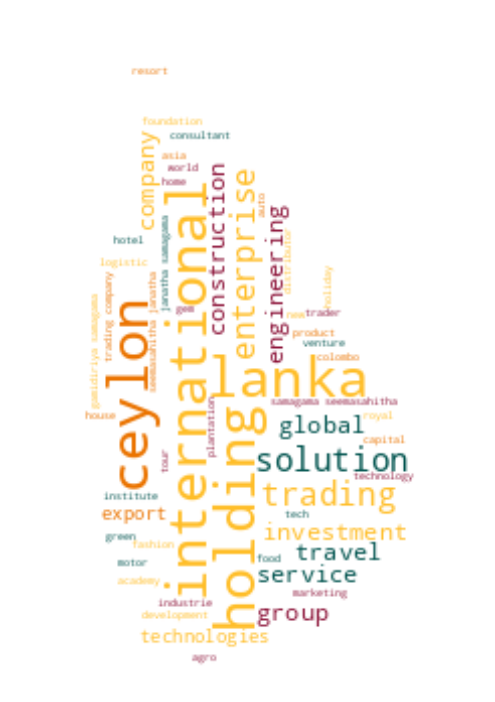 resort
foundation
consultant
company
asia
world
home
international
construction
enterprise
auto
engineering
distributor
hotel
janatha samagama
logistic
trading company
seemasahitha janatha
gamidiriya samagama
ceylon
gem
holiday
new
trader
product
venture
colombo
lanka
house
plantation
samagama seemasahitha
holding
royal
global
capital
tour
solution
technology
institute
trading
export
tech
green
fashion
investment
travel
motor
food
service
academy
marketing
industrie
group
development
technologies
agro